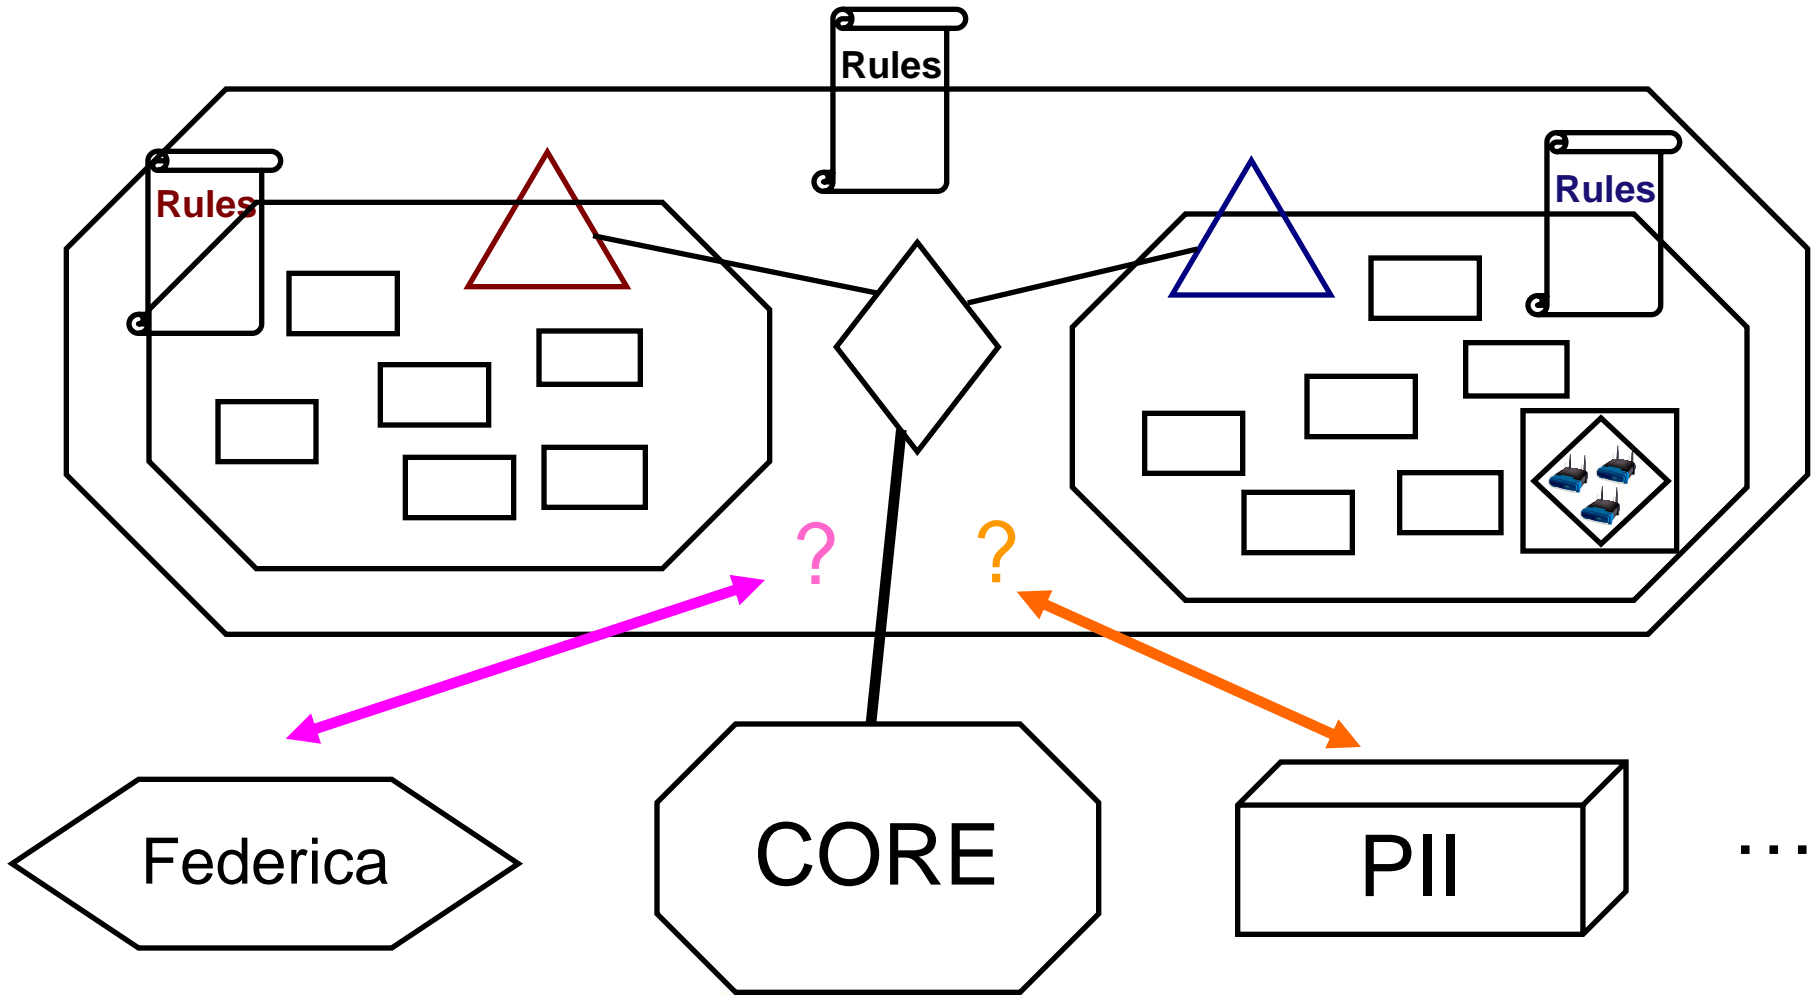 Rules
Rules
Rules
?
?
Federica
CORE
PII
...